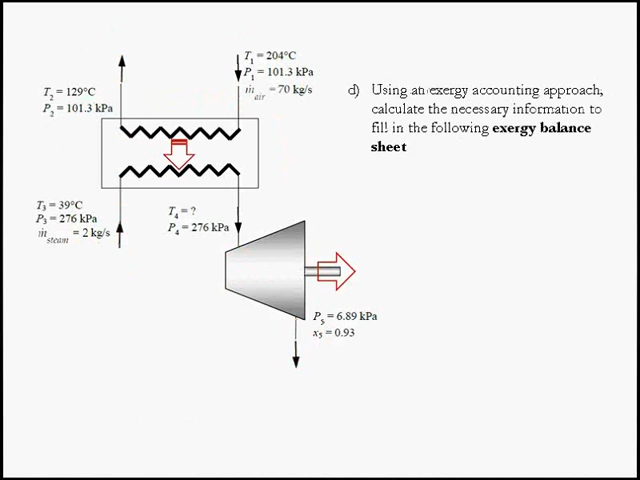 T1 = 204°C
P1 = 101.3 kPa
ṁair = 70 kg/s
T2 = 129°C
P2 = 101.3 kPa
d) Using an exergy accounting approach,
calculate the necessary information to
fill in the following exergy balance
sheet
T3 = 39°C
P3 = 276 kPa
ṁsteam = 2 kg/s
T4 = ?
P4 = 276 kPa
P5 = 6.89 kPa
x5 = 0.93